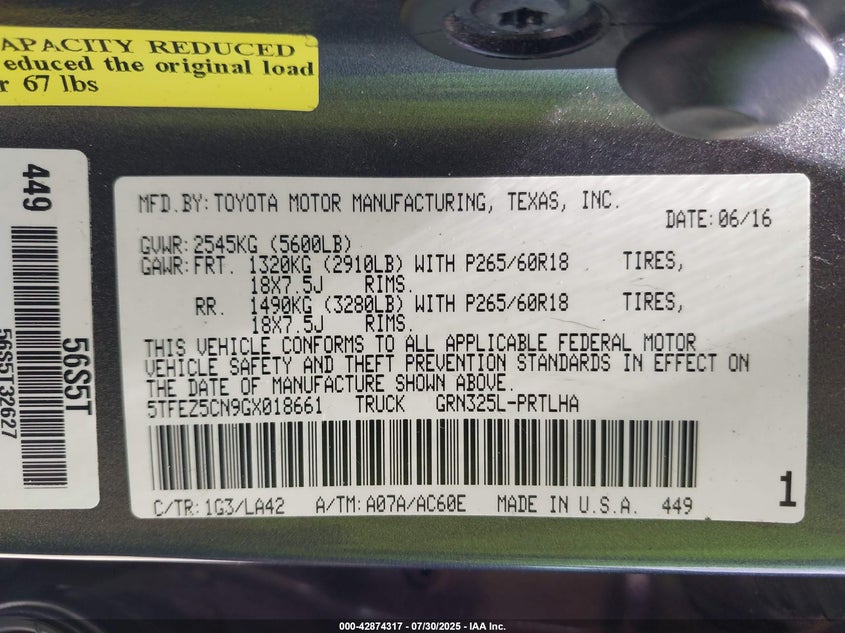 APACITY REDUCED
educed the original load
r 67 lbs
449
56S5T
56S5T32627
MFD.BY:TOYOTA MOTOR MANUFACTURING, TEXAS, INC.
DATE:06/16
GVWR:2545KG (5600LB)
GAWR:FRT. 1320KG (2910LB) WITH P265/60R18 TIRES,
18X7.5J RIMS.
RR. 1490KG (3280LB) WITH P265/60R18 TIRES,
18X7.5J RIMS.
THIS VEHICLE CONFORMS TO ALL APPLICABLE FEDERAL MOTOR
VEHICLE SAFETY AND THEFT PREVENTION STANDARDS IN EFFECT ON
THE DATE OF MANUFACTURE SHOWN ABOVE.
5TFEZ5CN9GX018661 TRUCK GRN325L-PRTLHA
C/TR:1G3/LA42 A/TM:A07A/AC60E MADE IN U.S.A. 449
1
000-42874317 - 07/30/2025 - IAA Inc.